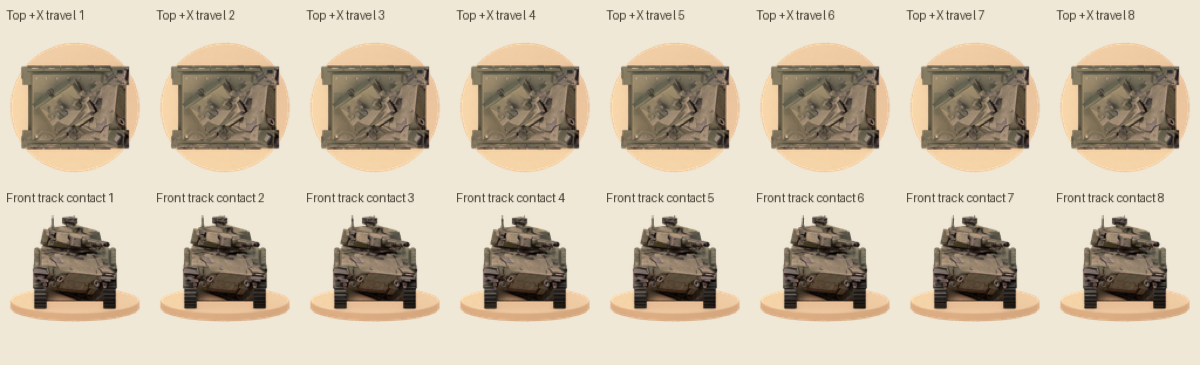 Top +X travel 1
Top +X travel 2
Top +X travel 3
Top +X travel 4
Top +X travel 5
Top +X travel 6
Top +X travel 7
Top +X travel 8
Front track contact 1
Front track contact 2
Front track contact 3
Front track contact 4
Front track contact 5
Front track contact 6
Front track contact 7
Front track contact 8